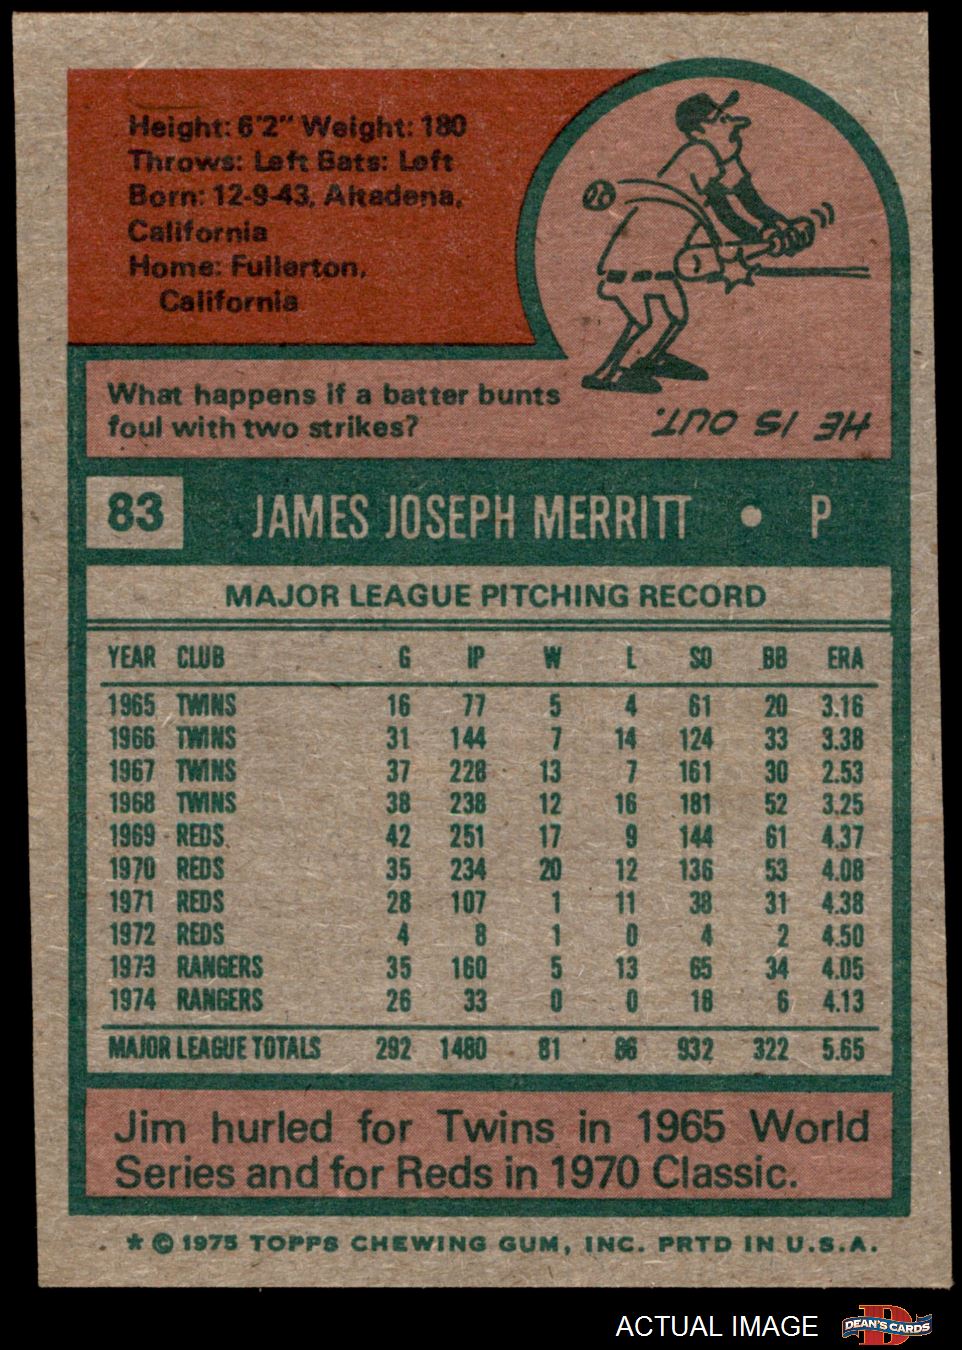 Height: 6'2" Weight: 180
Throws: Left Bats: Left
Born: 12-9-43, Altadena,
California
Home: Fullerton,
California
What happens if a batter bunts
foul with two strikes?
HE IS OUT.
83 JAMES JOSEPH MERRITT • P
MAJOR LEAGUE PITCHING RECORD
YEAR CLUB G IP W L SO BB ERA
1965 TWINS 16 77 5 4 61 20 3.16
1966 TWINS 31 144 7 14 124 33 3.38
1967 TWINS 37 228 13 7 161 30 2.53
1968 TWINS 38 238 12 16 181 52 3.25
1969 REDS 42 251 17 9 144 61 4.37
1970 REDS 35 234 20 12 136 53 4.08
1971 REDS 28 107 1 11 38 31 4.38
1972 REDS 4 8 1 0 4 2 4.50
1973 RANGERS 35 160 5 13 65 34 4.05
1974 RANGERS 26 33 0 0 18 6 4.13
MAJOR LEAGUE TOTALS 292 1480 81 86 932 322 5.65
Jim hurled for Twins in 1965 World
Series and for Reds in 1970 Classic.
* © 1975 TOPPS CHEWING GUM, INC. PRTD IN U.S.A.
ACTUAL IMAGE DEAN'S CARDS